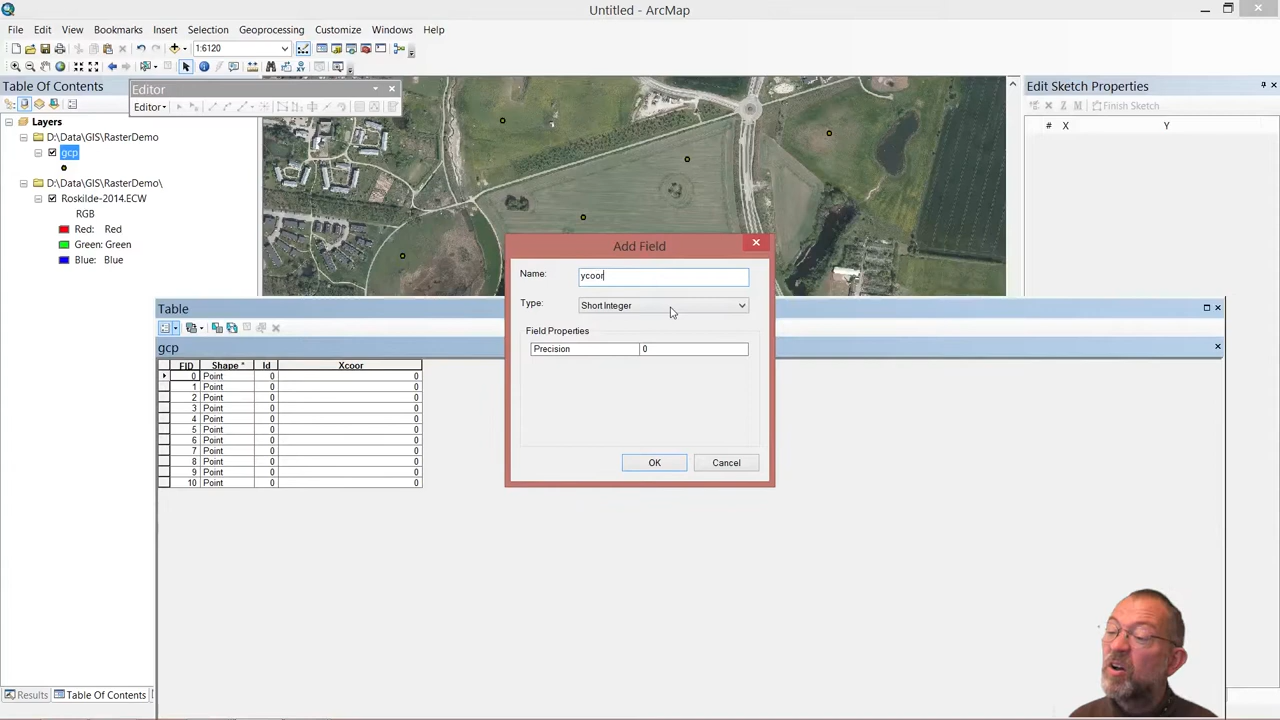 Untitled - ArcMap
File Edit View Bookmarks Insert Selection Geoprocessing Customize Windows Help
1:6120
Table Of Contents
Editor
Editor
Layers
D:\Data\GIS\RasterDemo
gcp
D:\Data\GIS\RasterDemo\
Roskilde-2014.ECW
RGB
Red: Red
Green: Green
Blue: Blue
Edit Sketch Properties
Finish Sketch
# X Y
Add Field
Name: ycoor
Type: Short Integer
Field Properties
Precision 0
OK Cancel
Table
gcp
FID Shape * Id Xcoor
0 Point 0 0
1 Point 0 0
2 Point 0 0
3 Point 0 0
4 Point 0 0
5 Point 0 0
6 Point 0 0
7 Point 0 0
8 Point 0 0
9 Point 0 0
10 Point 0 0
Results Table Of Contents